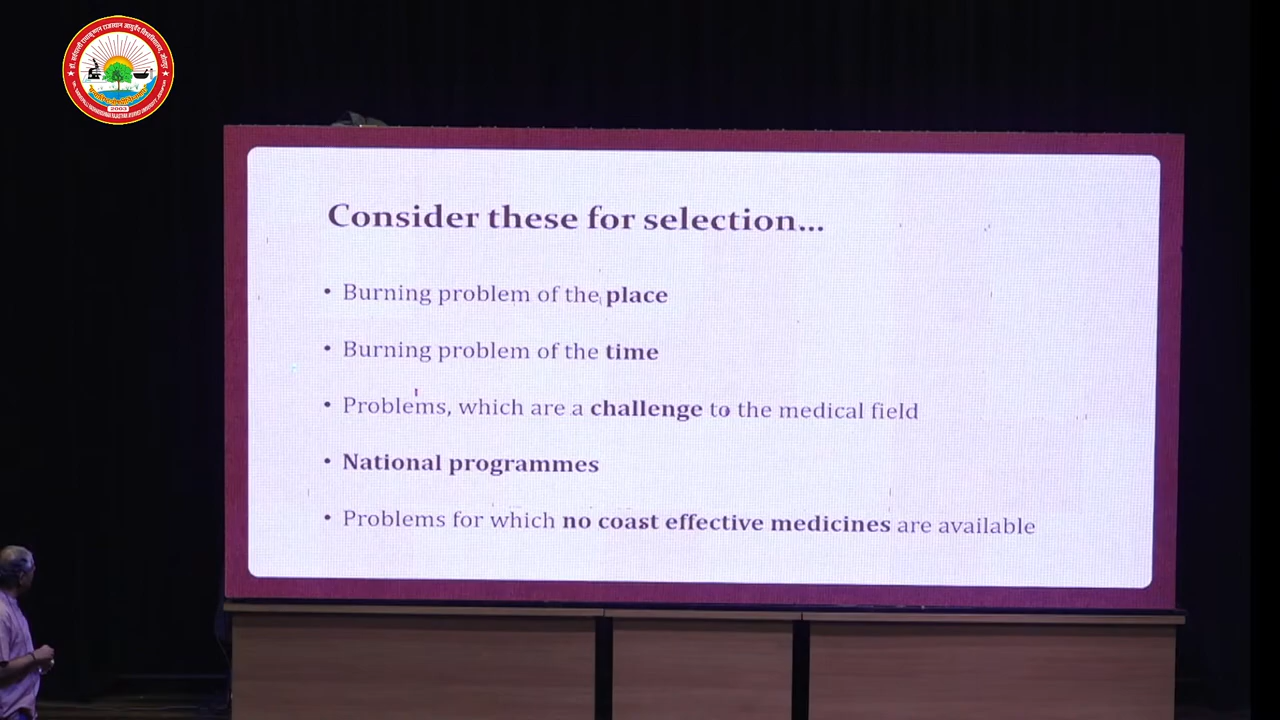 Consider these for selection...
• Burning problem of the place
• Burning problem of the time
• Problems, which are a challenge to the medical field
• National programmes
• Problems for which no coast effective medicines are available
2003